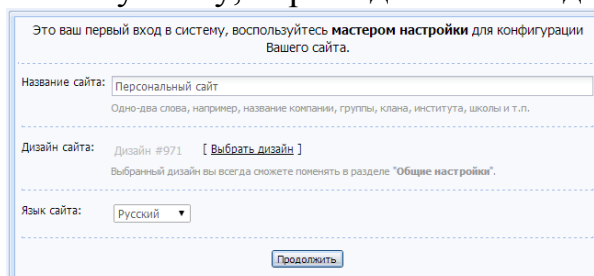 Это ваш первый вход в систему, воспользуйтесь мастером настройки для конфигурации
Вашего сайта.
Название сайта: Персональный сайт
Одно-два слова, например, название компании, группы, клана, института, школы и т.п.
Дизайн сайта: Дизайн #971 [ Выбрать дизайн ]
Выбранный дизайн вы всегда сможете поменять в разделе "Общие настройки".
Язык сайта: Русский
Продолжить